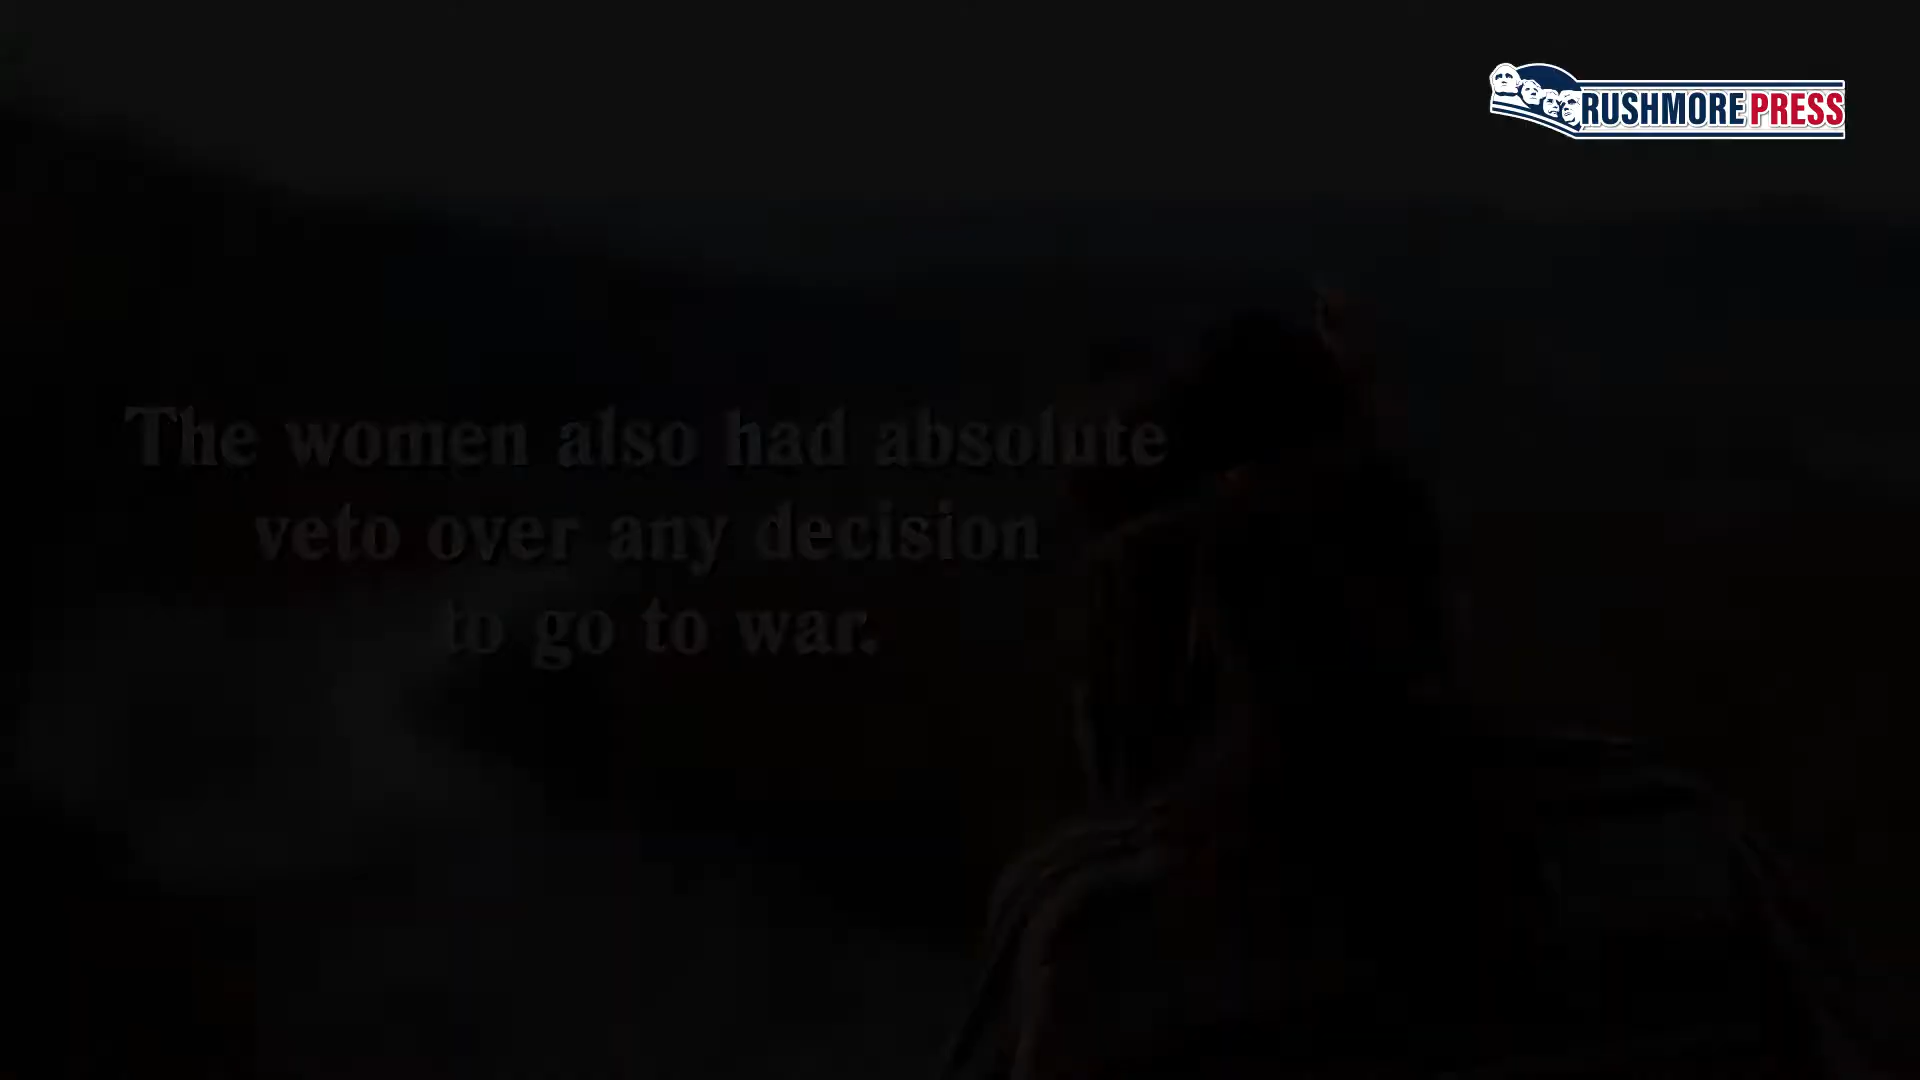 RUSHMORE PRESS
The women also had absolute
veto over any decision
to go to war.